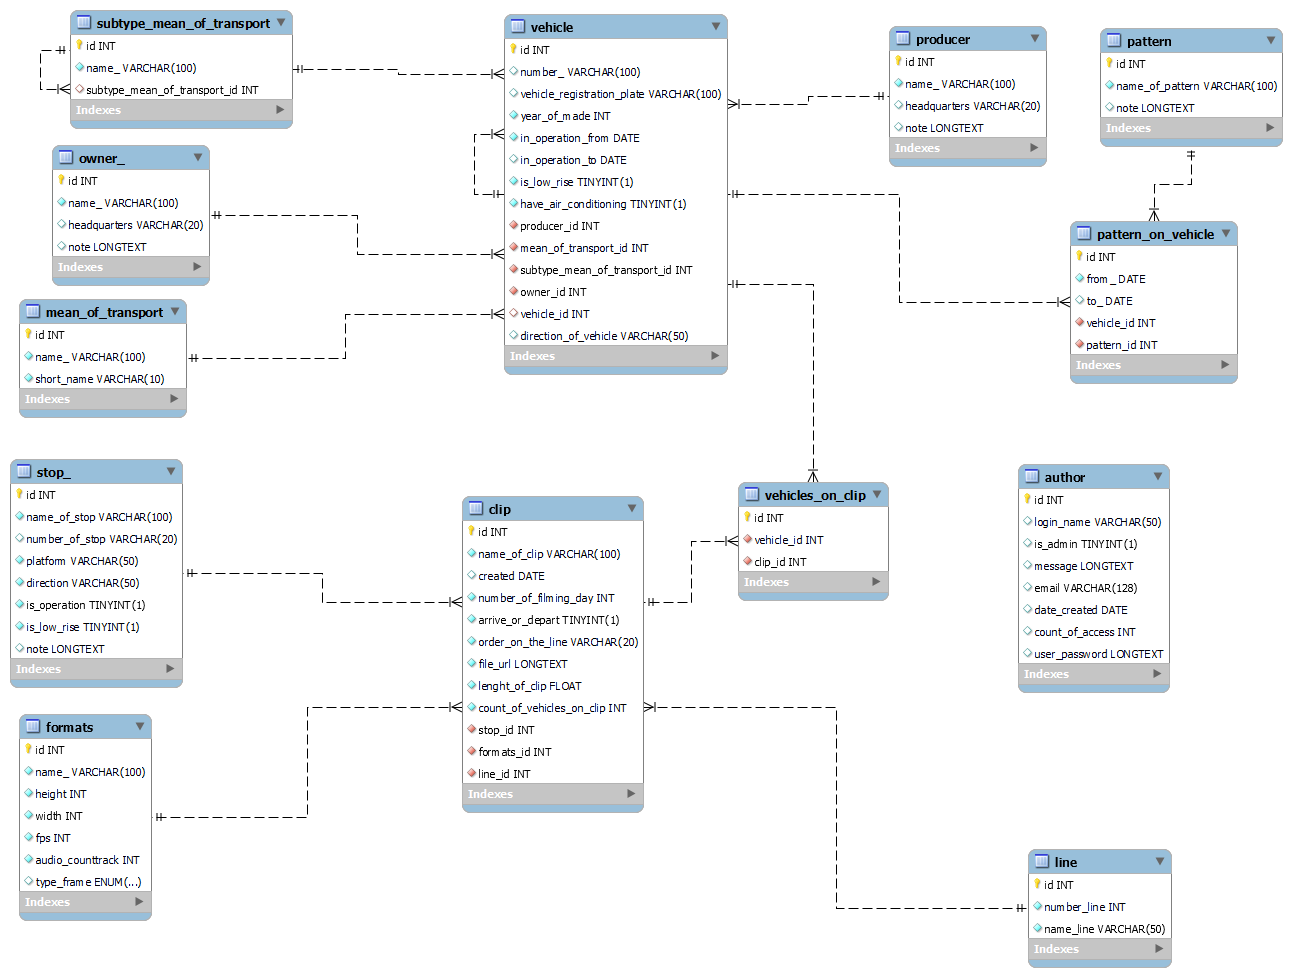 subtype_mean_of_transport
id INT
name_ VARCHAR(100)
subtype_mean_of_transport_id INT
Indexes
owner_
id INT
name_ VARCHAR(100)
headquarters VARCHAR(20)
note LONGTEXT
Indexes
mean_of_transport
id INT
name_ VARCHAR(100)
short_name VARCHAR(10)
Indexes
vehicle
id INT
number_ VARCHAR(100)
vehicle_registration_plate VARCHAR(100)
year_of_made INT
in_operation_from DATE
in_operation_to DATE
is_low_rise TINYINT(1)
have_air_conditioning TINYINT(1)
producer_id INT
mean_of_transport_id INT
subtype_mean_of_transport_id INT
owner_id INT
vehicle_id INT
direction_of_vehicle VARCHAR(50)
Indexes
producer
id INT
name_ VARCHAR(100)
headquarters VARCHAR(20)
note LONGTEXT
Indexes
pattern
id INT
name_of_pattern VARCHAR(100)
note LONGTEXT
Indexes
pattern_on_vehicle
id INT
from_ DATE
to_ DATE
vehicle_id INT
pattern_id INT
Indexes
stop_
id INT
name_of_stop VARCHAR(100)
number_of_stop VARCHAR(20)
platform VARCHAR(50)
direction VARCHAR(50)
is_operation TINYINT(1)
is_low_rise TINYINT(1)
note LONGTEXT
Indexes
formats
id INT
name_ VARCHAR(100)
height INT
width INT
fps INT
audio_counttrack INT
type_frame ENUM(...)
Indexes
clip
id INT
name_of_clip VARCHAR(100)
created DATE
number_of_filming_day INT
arrive_or_depart TINYINT(1)
order_on_the_line VARCHAR(20)
file_url LONGTEXT
lenght_of_clip FLOAT
count_of_vehicles_on_clip INT
stop_id INT
formats_id INT
line_id INT
Indexes
vehicles_on_clip
id INT
vehicle_id INT
clip_id INT
Indexes
author
id INT
login_name VARCHAR(50)
is_admin TINYINT(1)
message LONGTEXT
email VARCHAR(128)
date_created DATE
count_of_access INT
user_password LONGTEXT
Indexes
line
id INT
number_line INT
name_line VARCHAR(50)
Indexes